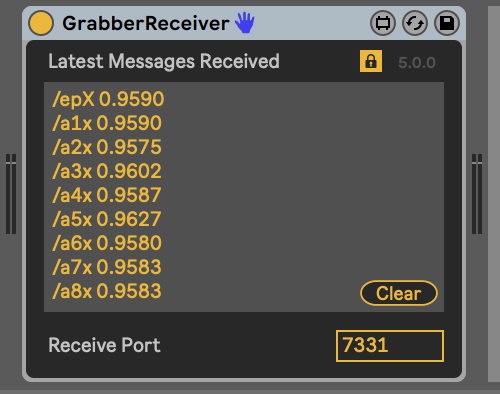 GrabberReceiver
Latest Messages Received
5.0.0
/epX 0.9590
/a1x 0.9590
/a2x 0.9575
/a3x 0.9602
/a4x 0.9587
/a5x 0.9627
/a6x 0.9580
/a7x 0.9583
/a8x 0.9583
Clear
Receive Port
7331